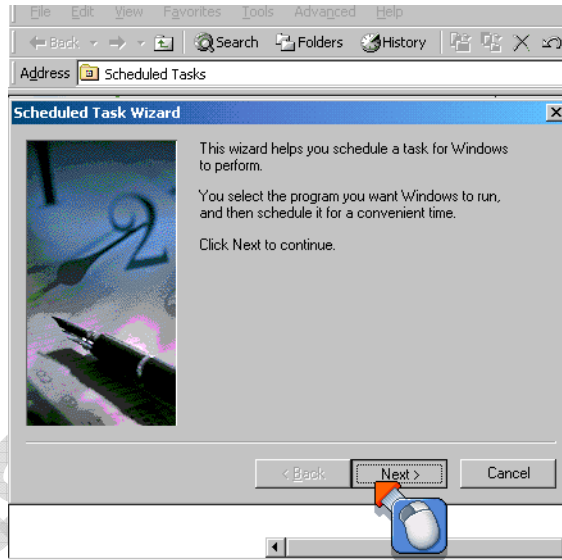 File Edit View Favorites Tools Advanced Help
Back Search Folders History
Address Scheduled Tasks
Scheduled Task Wizard
This wizard helps you schedule a task for Windows
to perform.
You select the program you want Windows to run,
and then schedule it for a convenient time.
Click Next to continue.
2
< Back Next > Cancel